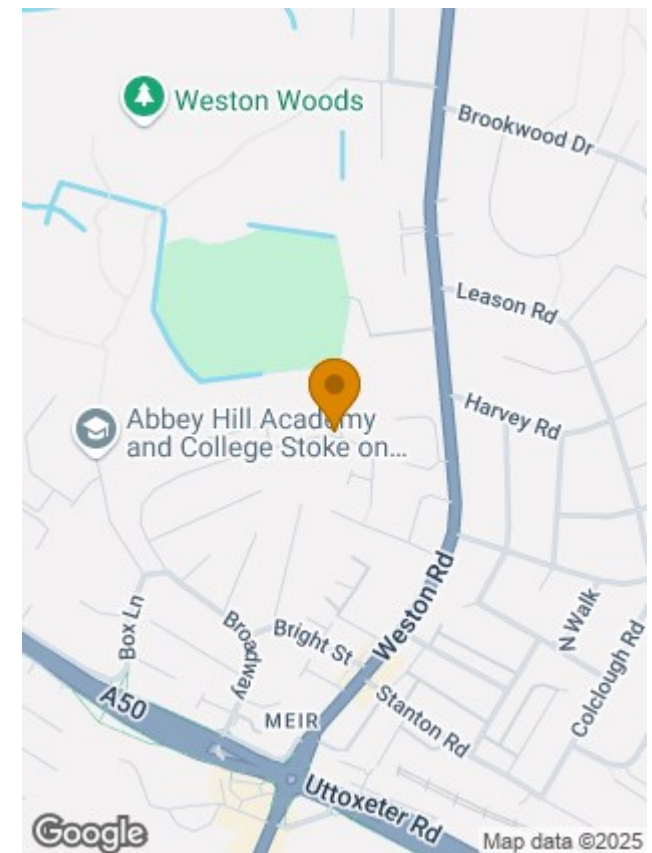 Weston Woods
Brookwood Dr
Leason Rd
Harvey Rd
Abbey Hill Academy
and College Stoke on...
Weston Rd
N Walk
Box Ln
Broadway
Bright St
Colclough Rd
Stanton Rd
A50
MEIR
Uttoxeter Rd
Google
Map data ©2025